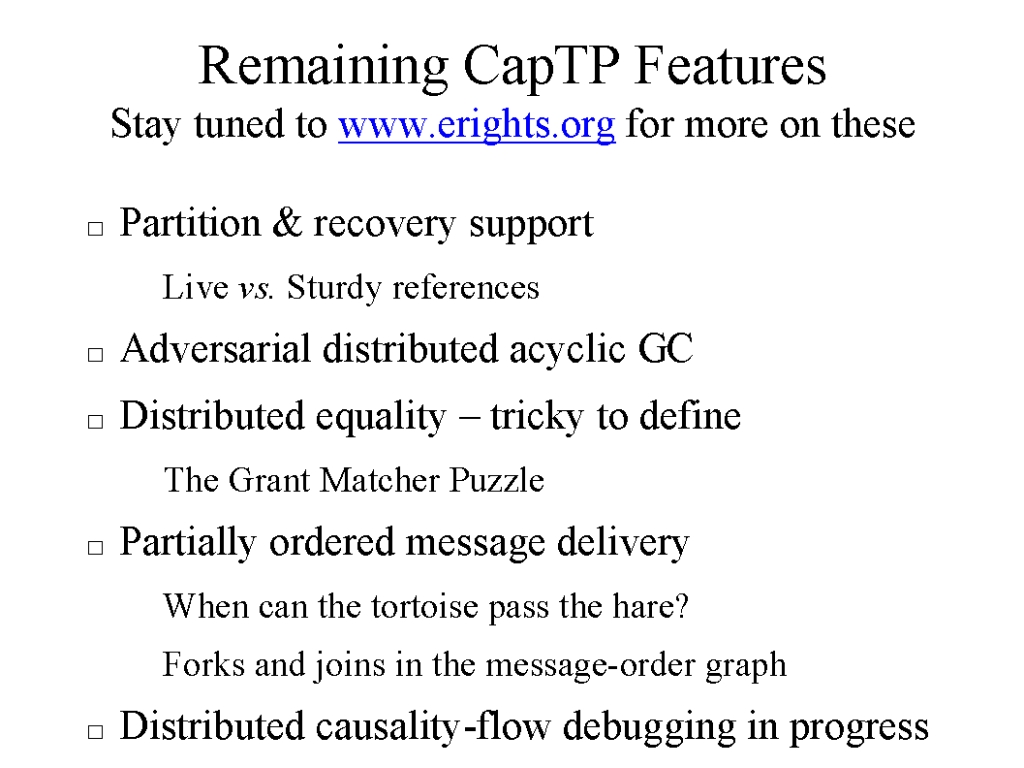 Remaining CapTP Features
Stay tuned to www.erights.org for more on these
□ Partition & recovery support
Live vs. Sturdy references
□ Adversarial distributed acyclic GC
□ Distributed equality – tricky to define
The Grant Matcher Puzzle
□ Partially ordered message delivery
When can the tortoise pass the hare?
Forks and joins in the message-order graph
□ Distributed causality-flow debugging in progress